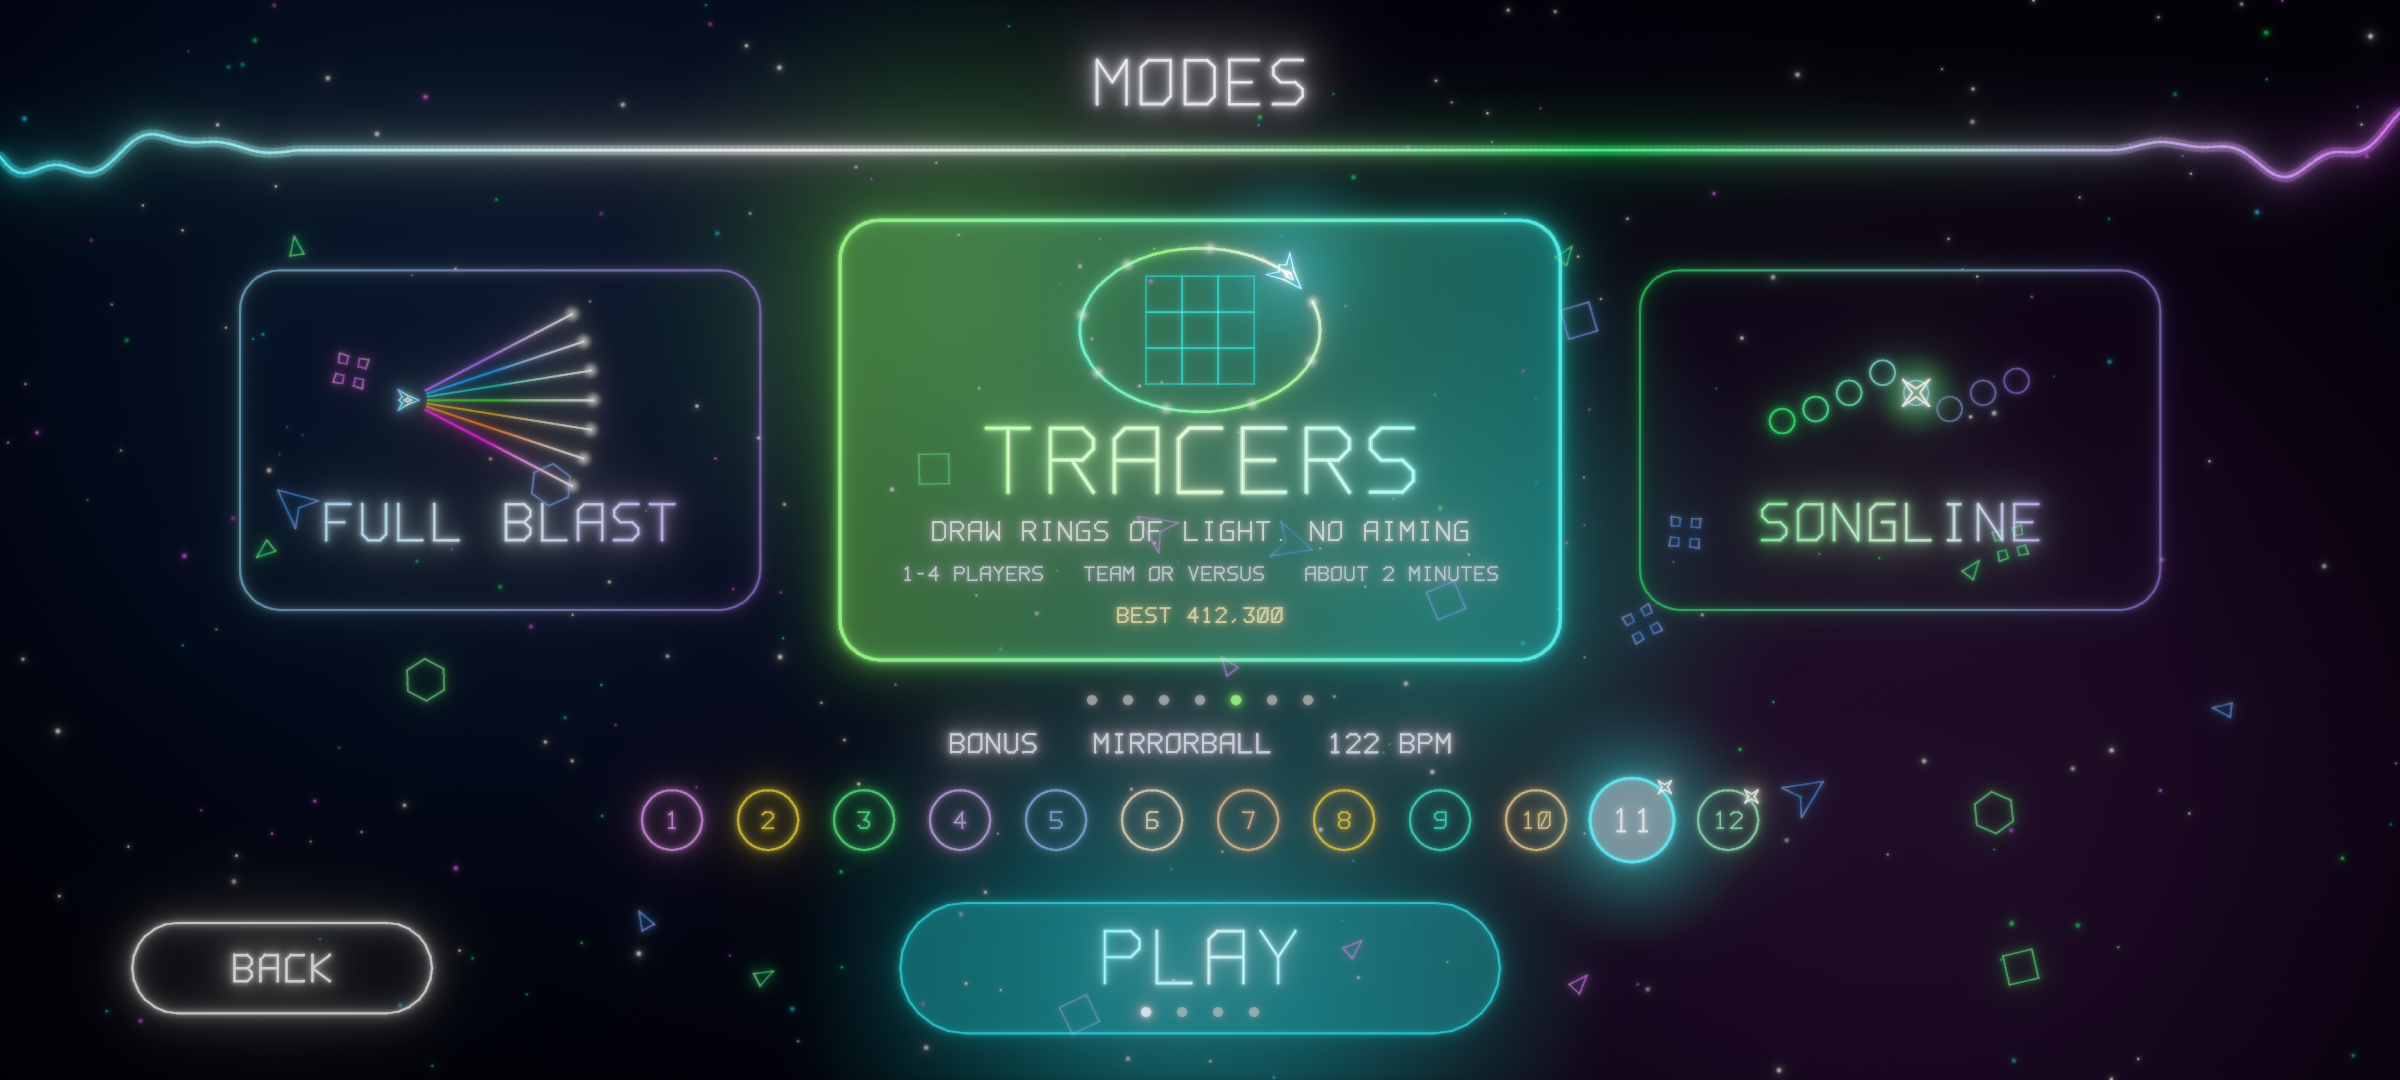 MODES
FULL BLAST
TRACERS
DRAW RINGS OF LIGHT. NO AIMING
1-4 PLAYERS TEAM OR VERSUS ABOUT 2 MINUTES
BEST 412,300
SONGLINE
BONUS MIRRORBALL 122 BPM
1 2 3 4 5 6 7 8 9 10 11 12
BACK
PLAY